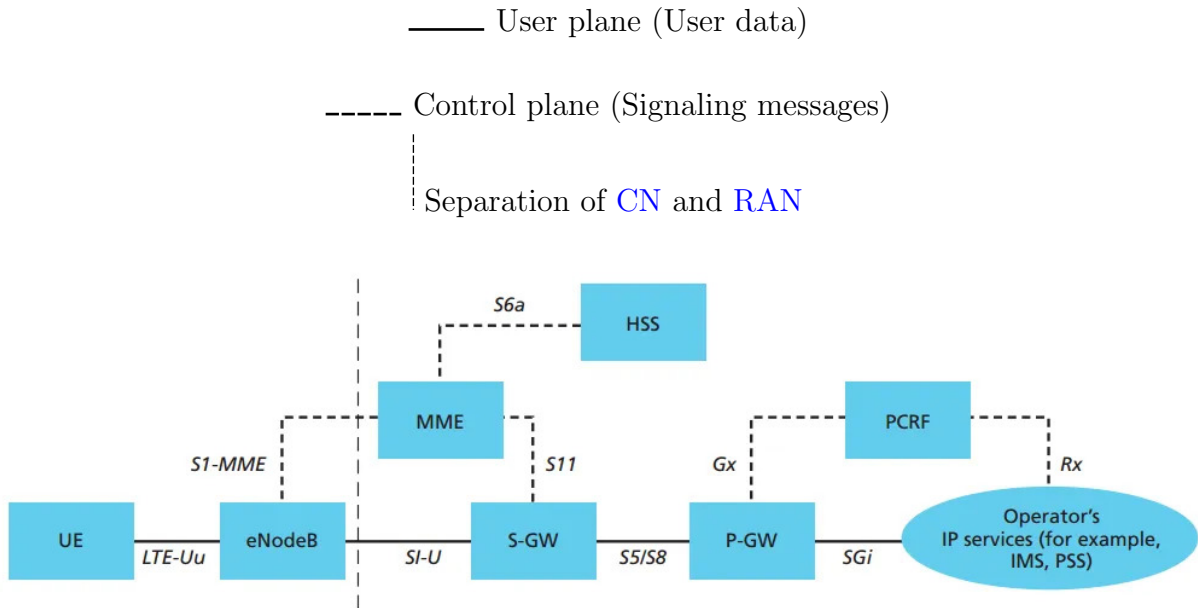 User plane (User data)
Control plane (Signaling messages)
Separation of CN and RAN
S6a
HSS
MME
PCRF
S1-MME
S11
Gx
Rx
UE
LTE-Uu
eNodeB
SI-U
S-GW
S5/S8
P-GW
SGi
Operator's
IP services (for example,
IMS, PSS)